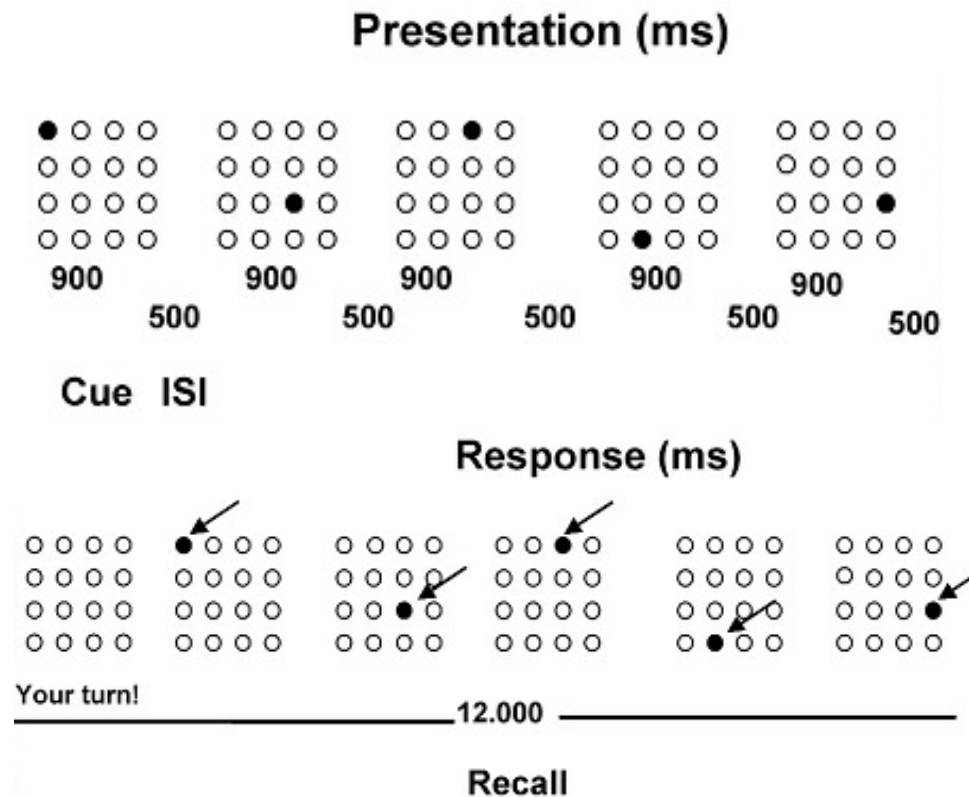 Presentation (ms)
900 900 900 900 900
500 500 500 500 500
Cue ISI
Response (ms)
Your turn!
12.000
Recall